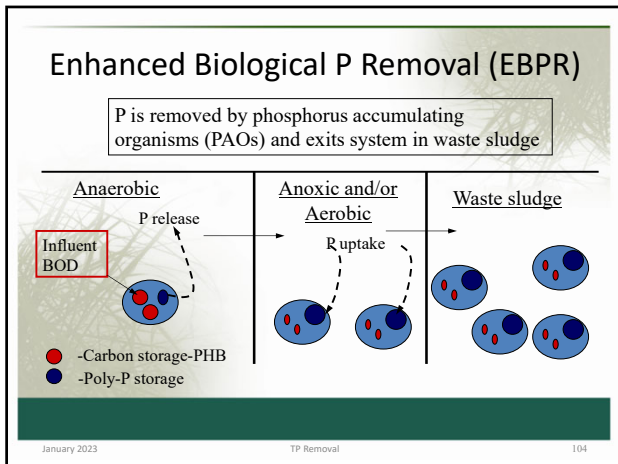 Enhanced Biological P Removal (EBPR)
P is removed by phosphorus accumulating
organisms (PAOs) and exits system in waste sludge
Anaerobic
P release
Influent
BOD
Anoxic and/or
Aerobic
P uptake
Waste sludge
-Carbon storage-PHB
-Poly-P storage
January 2023
TP Removal
104